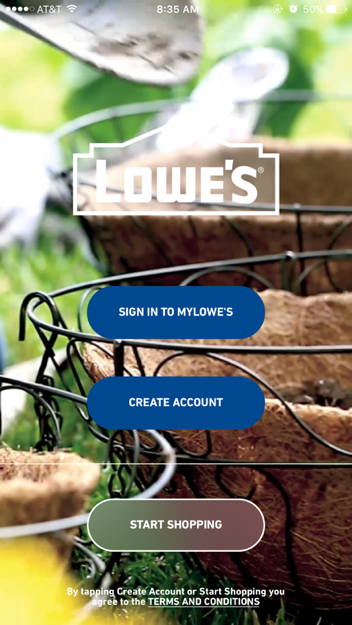 AT&T 8:35 AM 50%
LOWE'S®
SIGN IN TO MYLOWE'S
CREATE ACCOUNT
START SHOPPING
By tapping Create Account or Start Shopping you
agree to the TERMS AND CONDITIONS